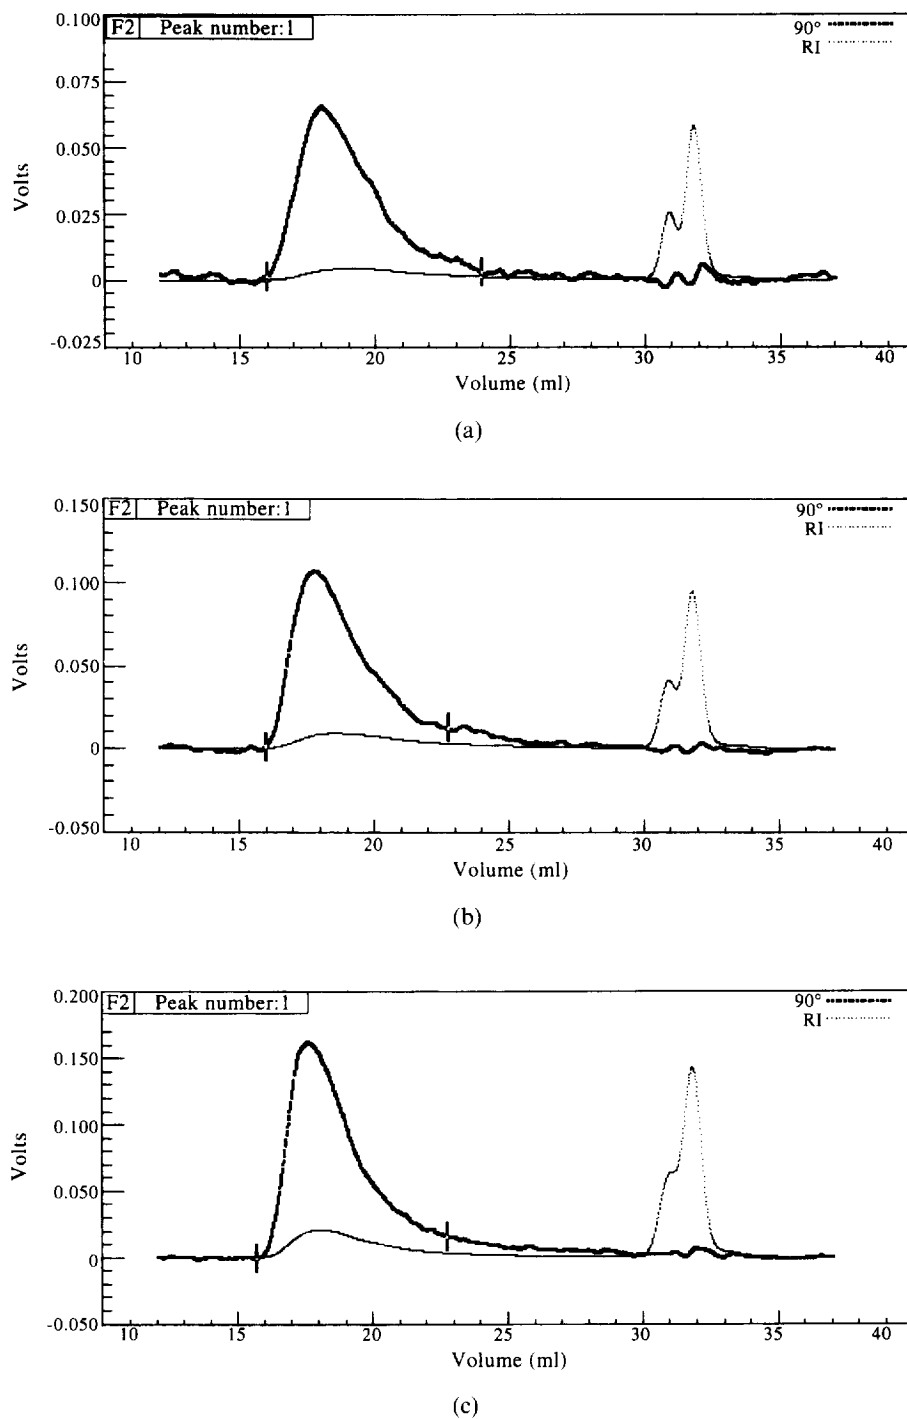 0.100
F2 Peak number:1
90°
RI
0.075
0.050
0.025
0
-0.025
Volts
10 15 20 25 30 35 40
Volume (ml)
(a)
0.150
F2 Peak number:1
90°
RI
0.100
0.050
0
-0.050
Volts
10 15 20 25 30 35 40
Volume (ml)
(b)
0.200
F2 Peak number:1
90°
RI
0.150
0.100
0.050
0
-0.050
Volts
10 15 20 25 30 35 40
Volume (ml)
(c)